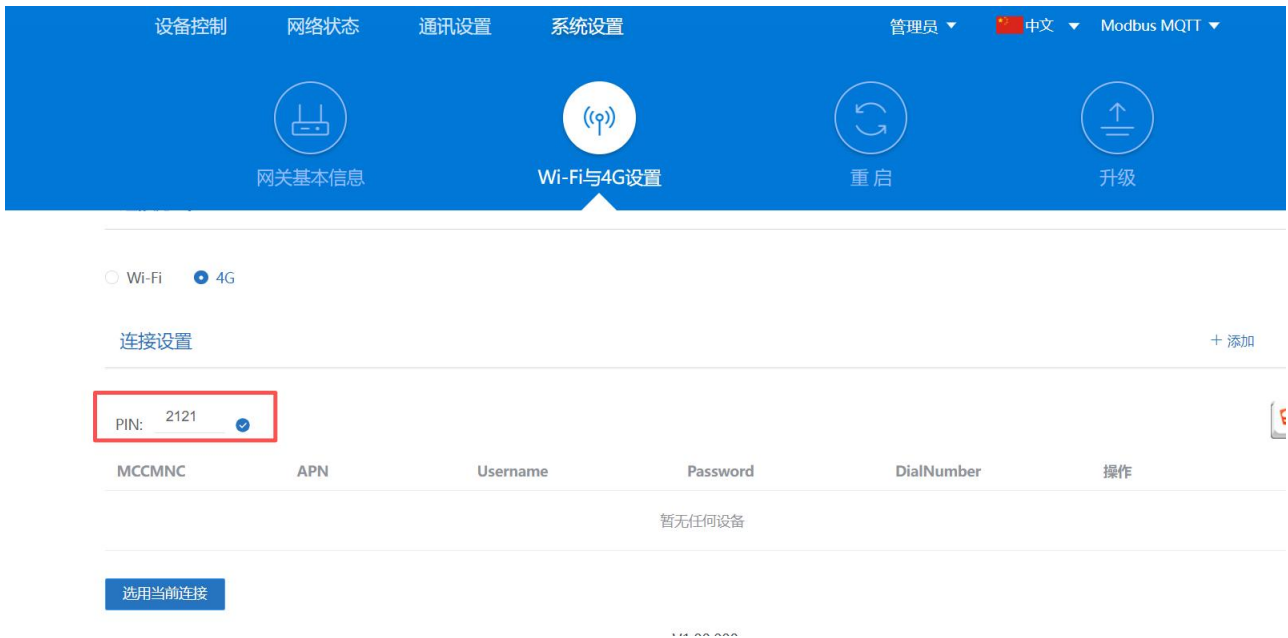 设备控制 网络状态 通讯设置 系统设置 管理员 中文 Modbus MQTT
网关基本信息 Wi-Fi与4G设置 重启 升级
Wi-Fi 4G
连接设置 + 添加
PIN: 2121
MCCMNC APN Username Password DialNumber 操作
暂无任何设备
选用当前连接